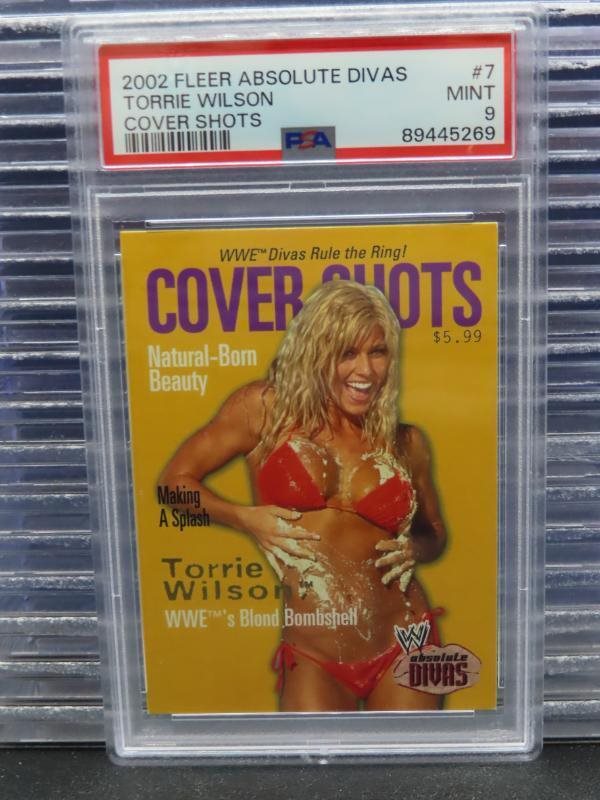 2002 FLEER ABSOLUTE DIVAS #7
TORRIE WILSON MINT
COVER SHOTS 9
89445269
PSA
WWE™ Divas Rule the Ring!
COVER SHOTS
$5.99
Natural-Born
Beauty
Making
A Splash
Torrie
Wilson™
WWE™'s Blond Bombshell
W
absolute
DIVAS